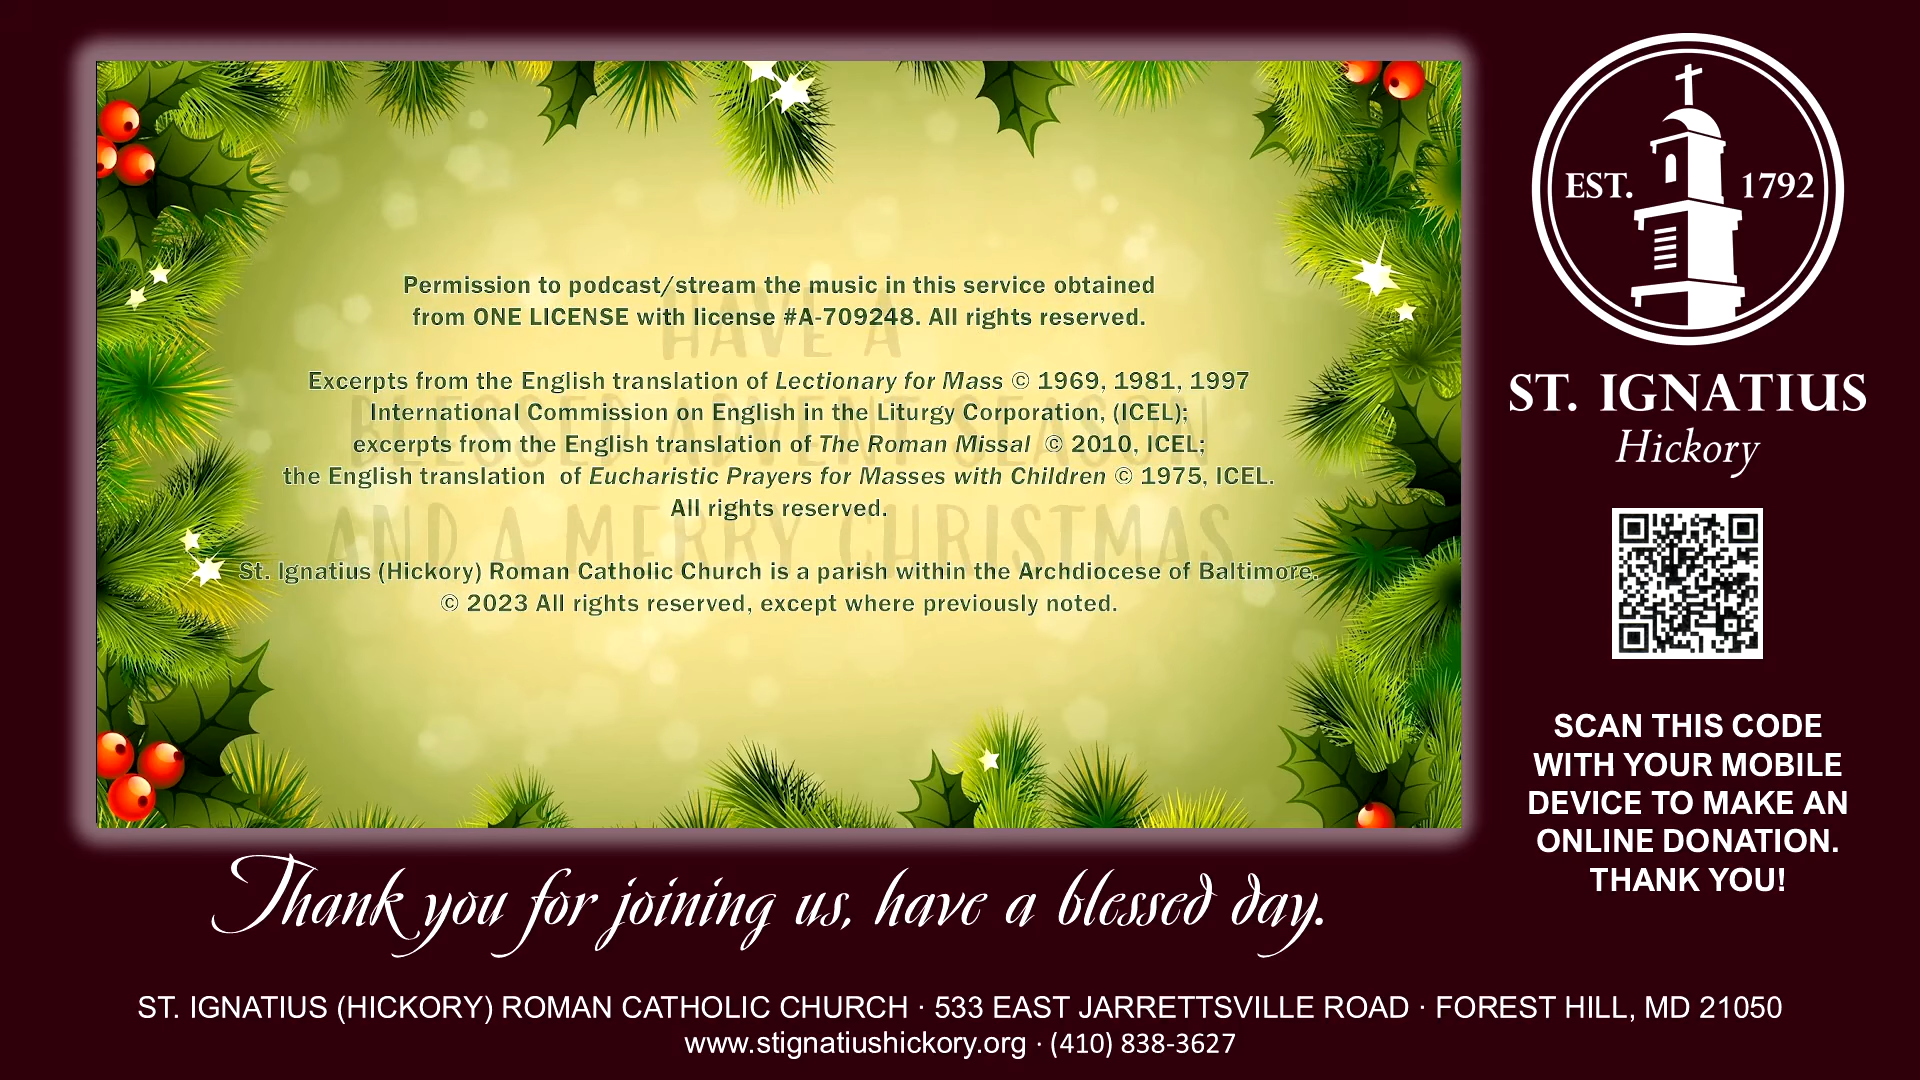 Permission to podcast/stream the music in this service obtained
from ONE LICENSE with license #A-709248. All rights reserved.
HAVE A
Excerpts from the English translation of Lectionary for Mass © 1969, 1981, 1997
International Commission on English in the Liturgy Corporation, (ICEL);
BLESSED ADVENT SEASON
excerpts from the English translation of The Roman Missal © 2010, ICEL;
the English translation of Eucharistic Prayers for Masses with Children © 1975, ICEL.
All rights reserved.
AND A MERRY CHRISTMAS
St. Ignatius (Hickory) Roman Catholic Church is a parish within the Archdiocese of Baltimore.
© 2023 All rights reserved, except where previously noted.
EST. 1792
ST. IGNATIUS
Hickory
SCAN THIS CODE
WITH YOUR MOBILE
DEVICE TO MAKE AN
ONLINE DONATION.
THANK YOU!
Thank you for joining us, have a blessed day.
ST. IGNATIUS (HICKORY) ROMAN CATHOLIC CHURCH · 533 EAST JARRETTSVILLE ROAD · FOREST HILL, MD 21050
www.stignatiushickory.org · (410) 838-3627